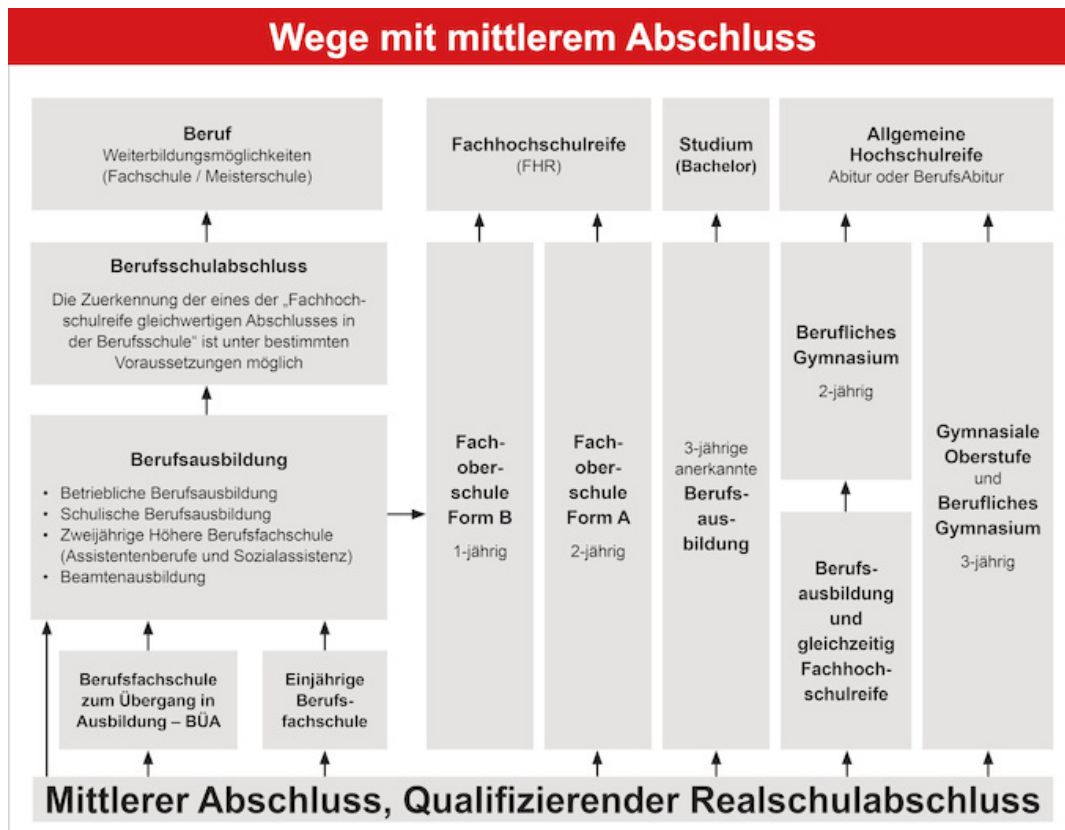 Wege mit mittlerem Abschluss
Beruf
Weiterbildungsmöglichkeiten
(Fachschule / Meisterschule)
Fachhochschulreife
(FHR)
Studium
(Bachelor)
Allgemeine
Hochschulreife
Abitur oder BerufsAbitur
Berufsschulabschluss
Die Zuerkennung der eines der „Fachhoch-
schulreife gleichwertigen Abschlusses in
der Berufsschule“ ist unter bestimmten
Voraussetzungen möglich
Berufsausbildung
• Betriebliche Berufsausbildung
• Schulische Berufsausbildung
• Zweijährige Höhere Berufsfachschule
(Assistentenberufe und Sozialassistenz)
• Beamtenausbildung
Berufsfachschule
zum Übergang in
Ausbildung – BÜA
Einjährige
Berufs-
fachschule
Fach-
ober-
schule
Form B
1-jährig
Fach-
ober-
schule
Form A
2-jährig
3-jährige
anerkannte
Berufs-
aus-
bildung
Berufliches
Gymnasium
2-jährig
Berufs-
ausbildung
und
gleichzeitig
Fachhoch-
schulreife
Gymnasiale
Oberstufe
und
Berufliches
Gymnasium
3-jährig
Mittlerer Abschluss, Qualifizierender Realschulabschluss